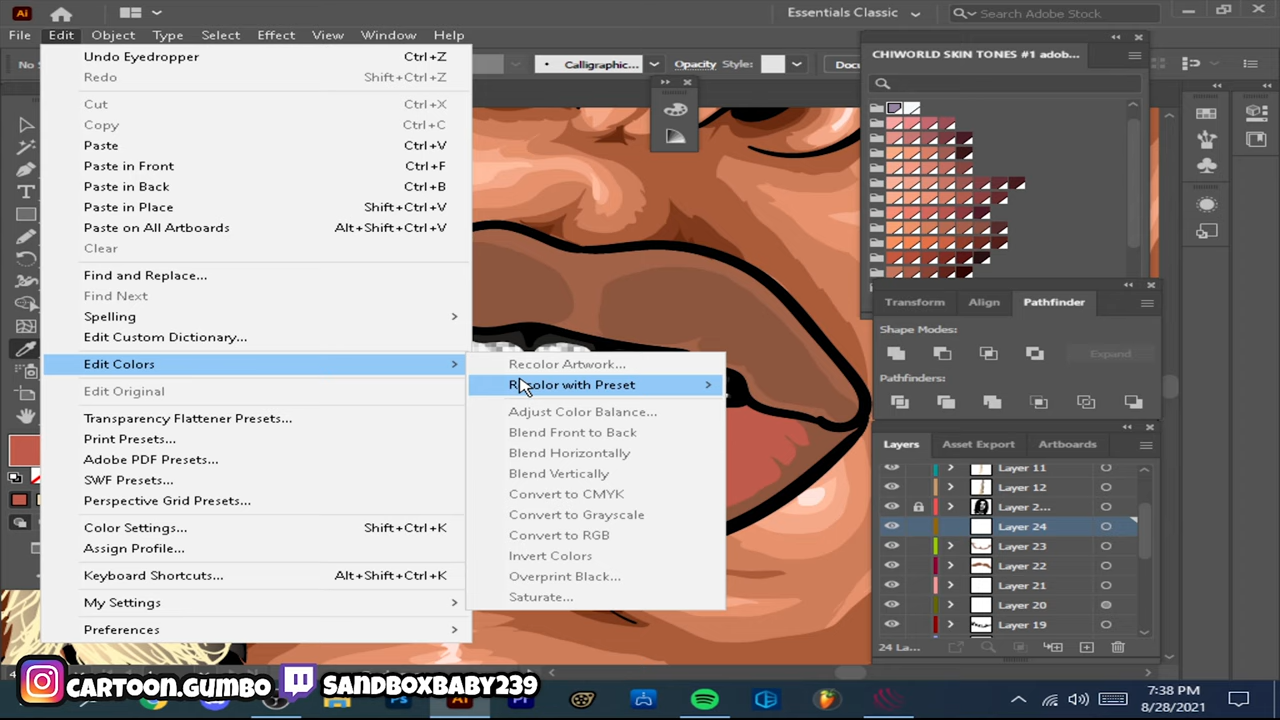 Ai
Essentials Classic
Search Adobe Stock
File Edit Object Type Select Effect View Window Help
Undo Eyedropper Ctrl+Z
Redo Shift+Ctrl+Z
Cut Ctrl+X
Copy Ctrl+C
Paste Ctrl+V
Paste in Front Ctrl+F
Paste in Back Ctrl+B
Paste in Place Shift+Ctrl+V
Paste on All Artboards Alt+Shift+Ctrl+V
Clear
Find and Replace...
Find Next
Spelling
Edit Custom Dictionary...
Edit Colors
Edit Original
Transparency Flattener Presets...
Print Presets...
Adobe PDF Presets...
SWF Presets...
Perspective Grid Presets...
Color Settings... Shift+Ctrl+K
Assign Profile...
Keyboard Shortcuts... Alt+Shift+Ctrl+K
My Settings
Preferences
Recolor Artwork...
Recolor with Preset
Adjust Color Balance...
Blend Front to Back
Blend Horizontally
Blend Vertically
Convert to CMYK
Convert to Grayscale
Convert to RGB
Invert Colors
Overprint Black...
Saturate...
No S
Calligraphic...
Opacity Style:
Docu
CHIWORLD SKIN TONES #1 adob...
Transform Align Pathfinder
Shape Modes:
Expand
Pathfinders:
Layers Asset Export Artboards
Layer 11
Layer 12
Layer 2...
Layer 24
Layer 23
Layer 22
Layer 21
Layer 20
Layer 19
24 La...
CARTOON.GUMBO
SANDBOXBABY239
Ps
Ai
Pr
7:38 PM
8/28/2021